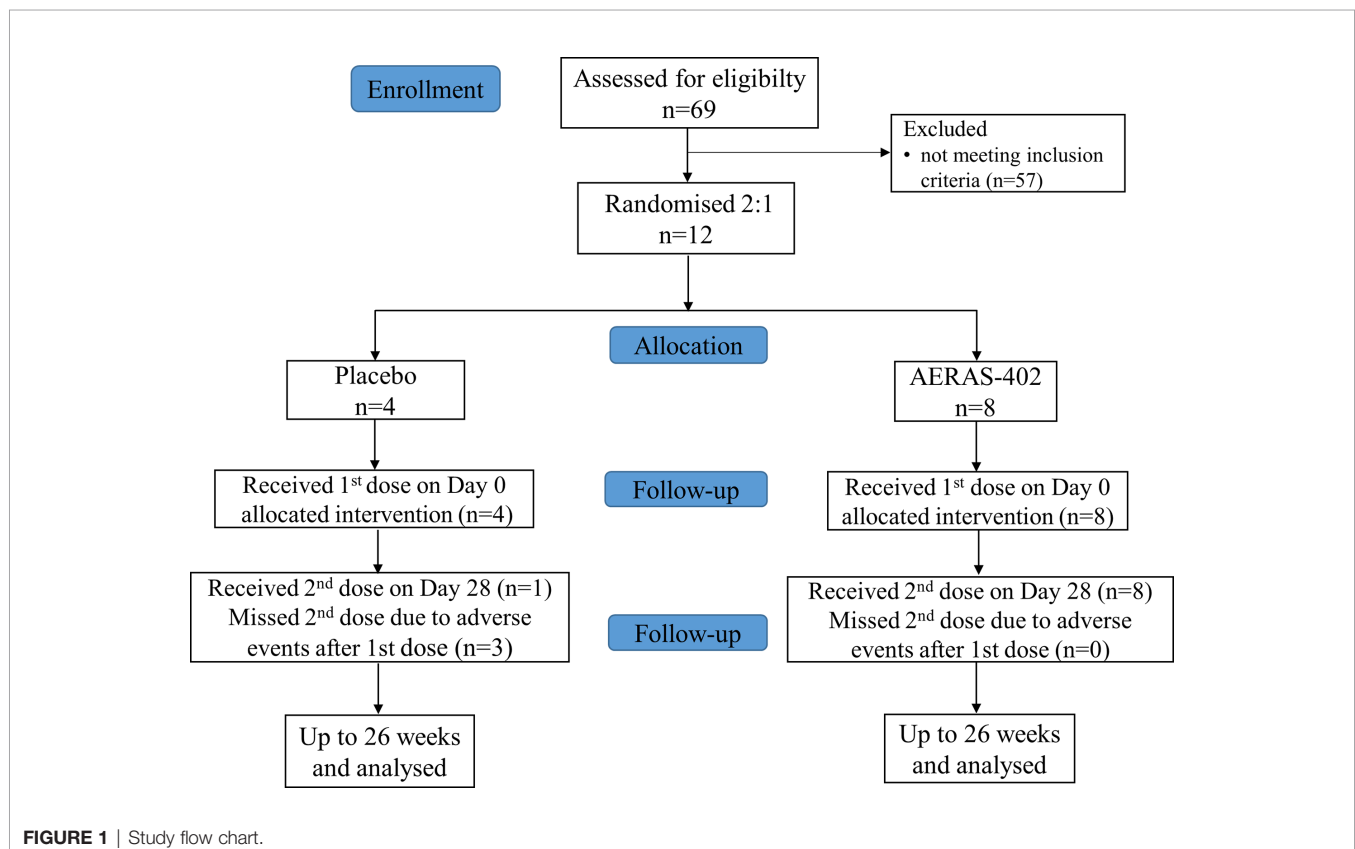 Enrollment
Assessed for eligibilty
n=69
Excluded
• not meeting inclusion
criteria (n=57)
Randomised 2:1
n=12
Allocation
Placebo
n=4
AERAS-402
n=8
Received 1st dose on Day 0
allocated intervention (n=4)
Follow-up
Received 1st dose on Day 0
allocated intervention (n=8)
Received 2nd dose on Day 28 (n=1)
Missed 2nd dose due to adverse
events after 1st dose (n=3)
Follow-up
Received 2nd dose on Day 28 (n=8)
Missed 2nd dose due to adverse
events after 1st dose (n=0)
Up to 26 weeks
and analysed
Up to 26 weeks
and analysed
FIGURE 1 | Study flow chart.